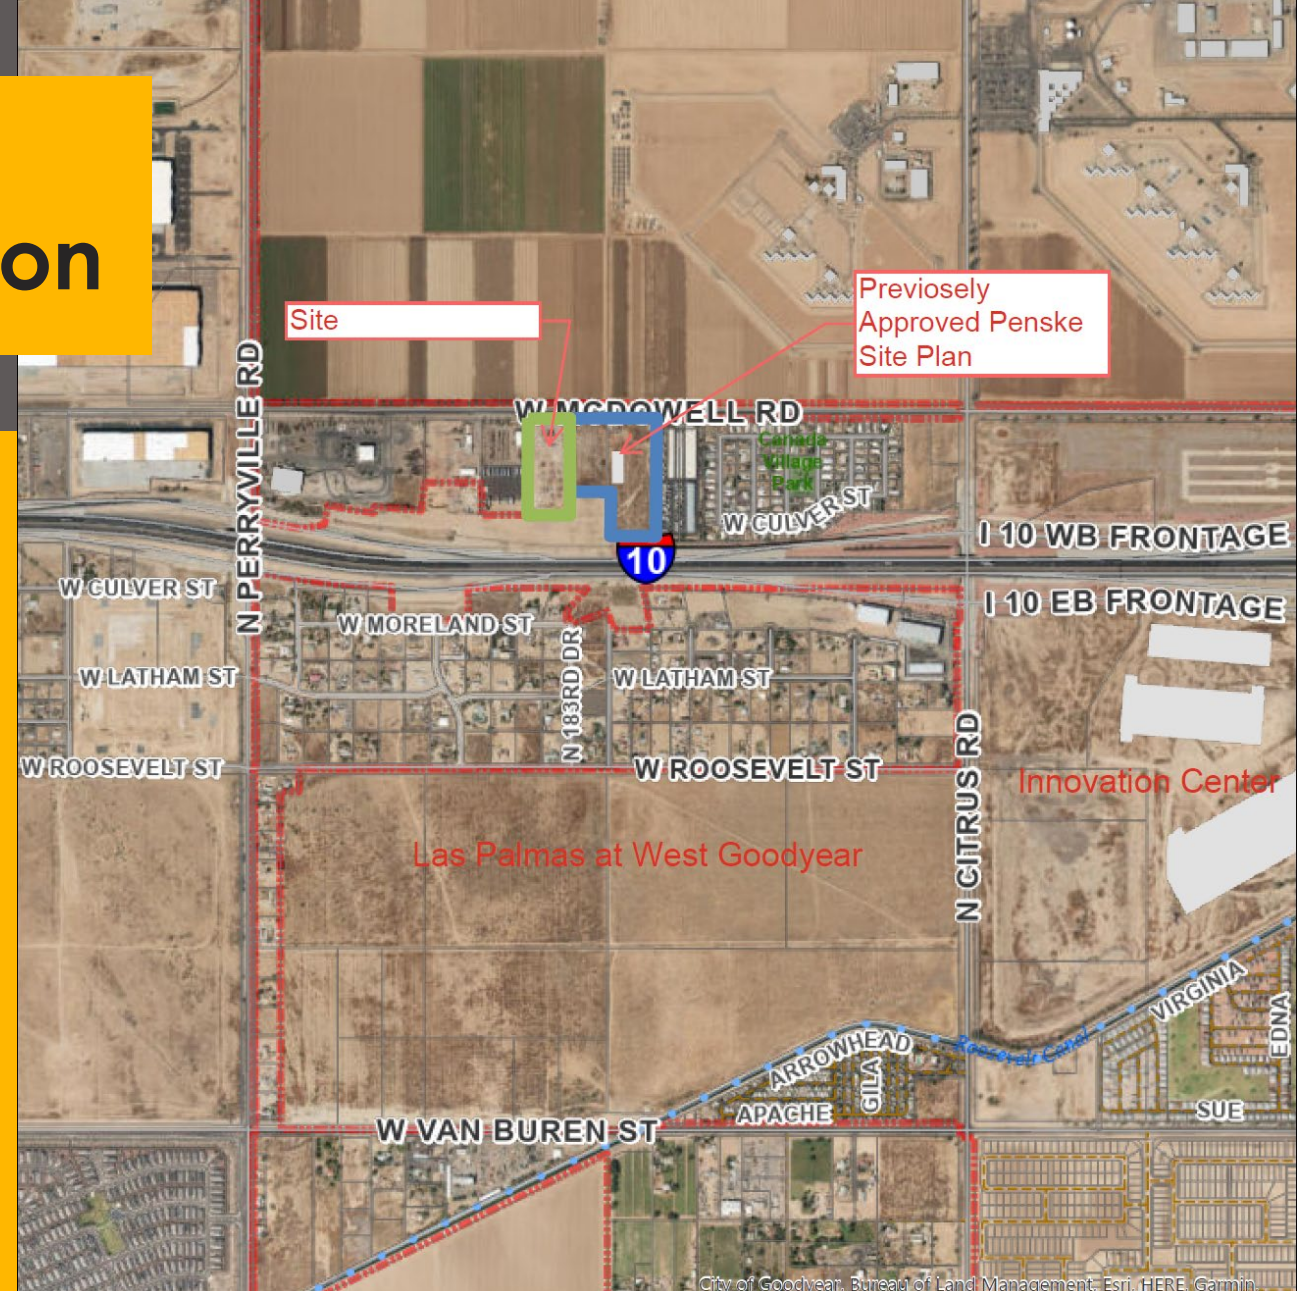 on
Site
Previosely
Approved Penske
Site Plan
W MCDOWELL RD
N PERRYVILLE RD
Canada
Village
Park
W CULVER ST
I 10 WB FRONTAGE
10
W CULVER ST
I 10 EB FRONTAGE
W MORELAND ST
N 183RD DR
W LATHAM ST
W LATHAM ST
W ROOSEVELT ST
W ROOSEVELT ST
N CITRUS RD
Innovation Center
Las Palmas at West Goodyear
VIRGINIA
EDNA
ARROWHEAD
Roosevelt Canal
GILA
APACHE
SUE
W VAN BUREN ST
City of Goodyear, Bureau of Land Management, Esri, HERE, Garmin,